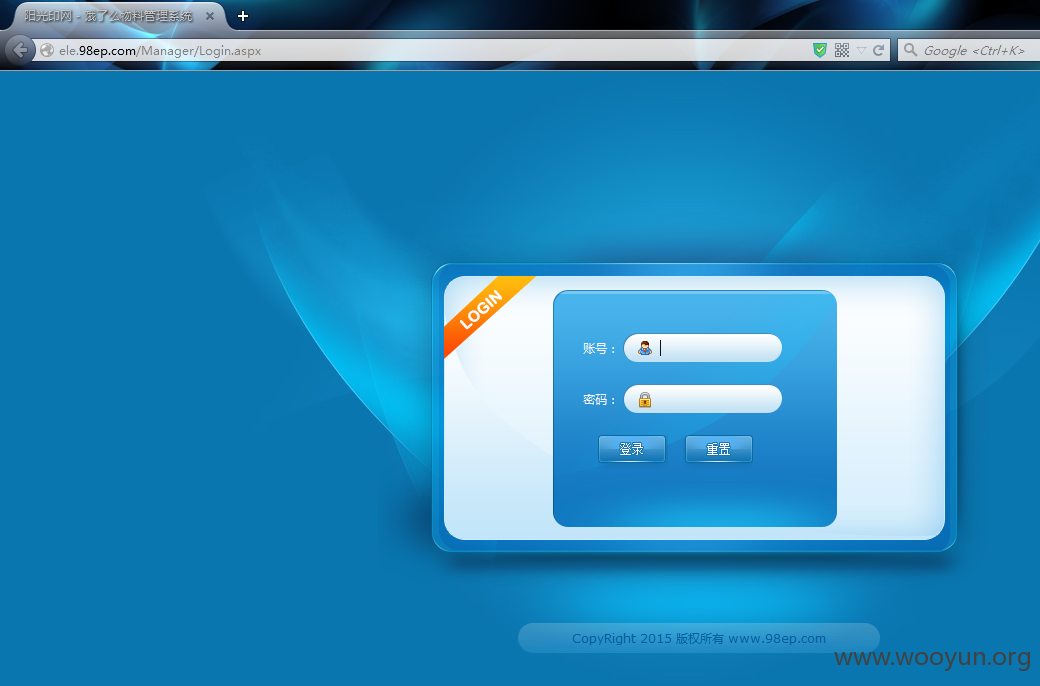 阳光印网 - 饿了么物料管理系统
ele.98ep.com/Manager/Login.aspx
Google <Ctrl+K>
LOGIN
账号：
密码：
登录 重置
CopyRight 2015 版权所有 www.98ep.com
www.wooyun.org